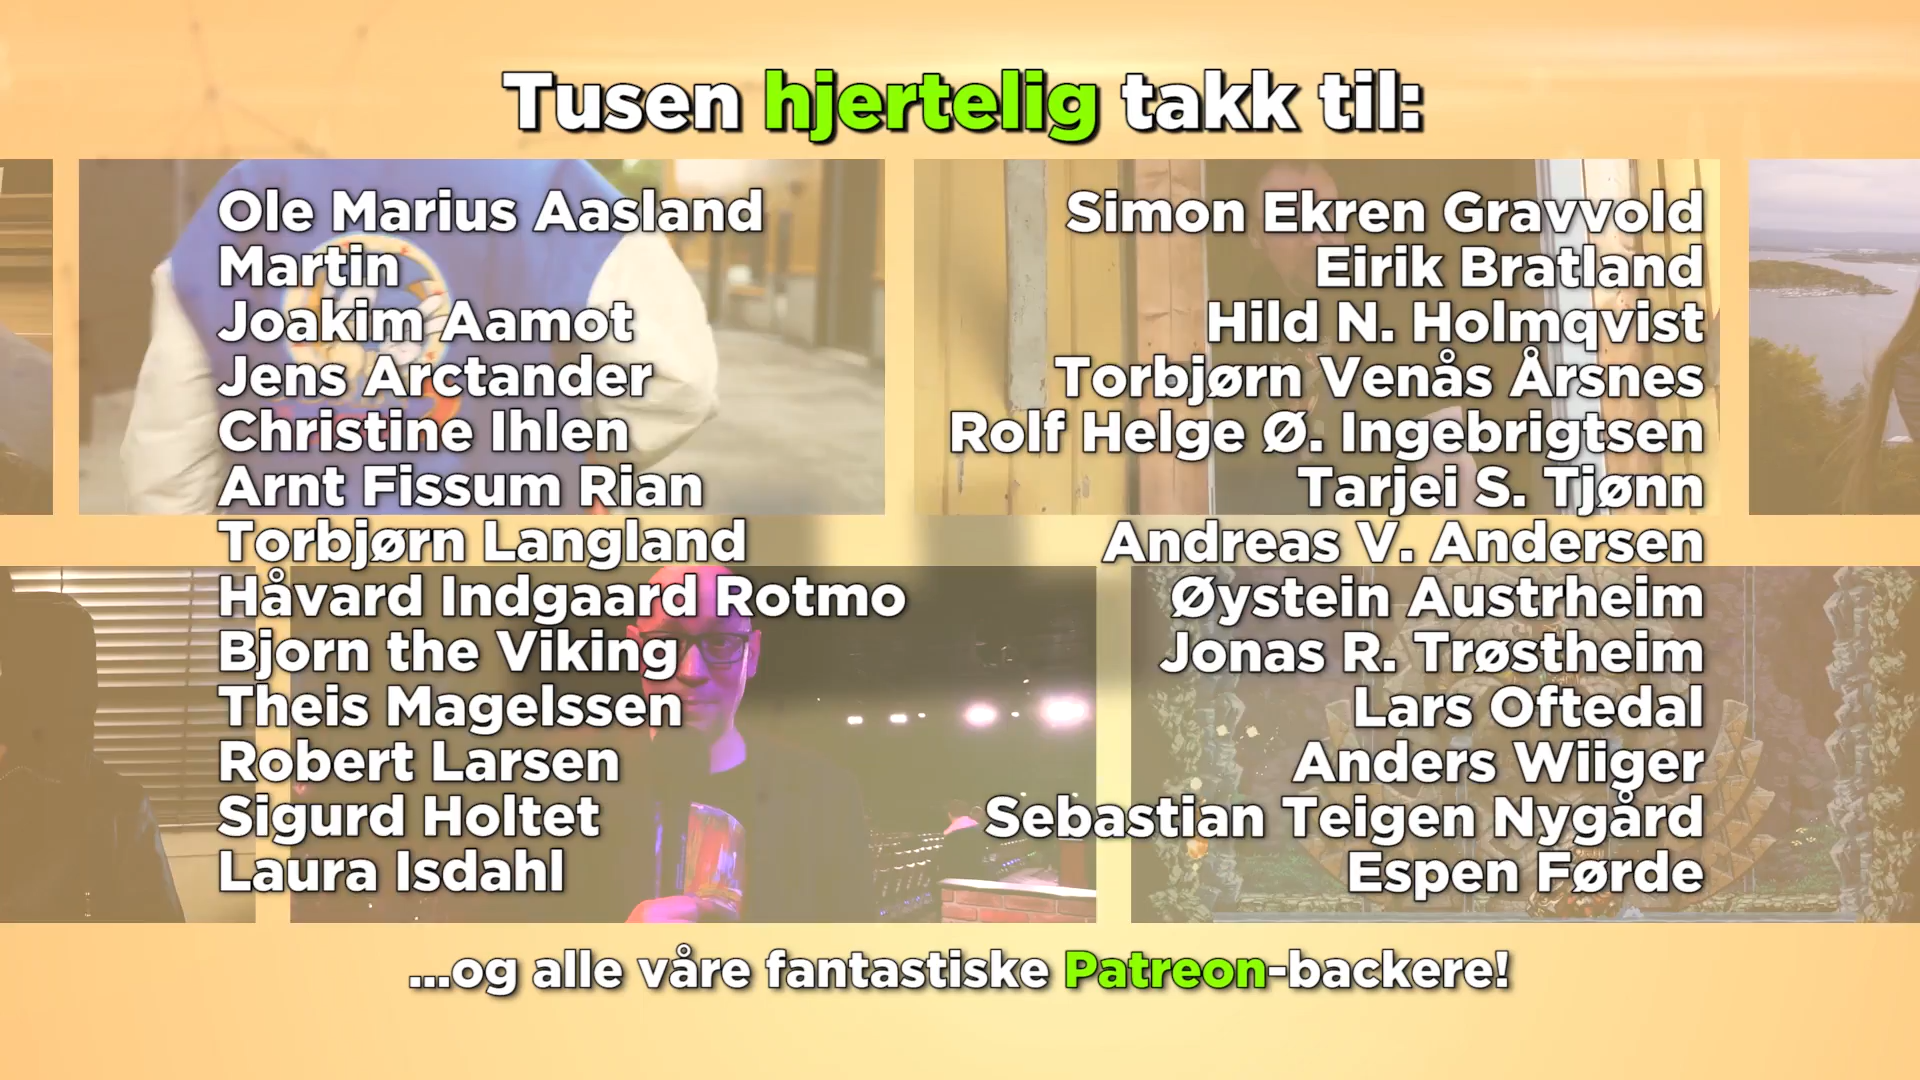 Tusen hjertelig takk til:
Ole Marius Aasland
Martin
Joakim Aamot
Jens Arctander
Christine Ihlen
Arnt Fissum Rian
Torbjørn Langland
Håvard Indgaard Rotmo
Bjorn the Viking
Theis Magelssen
Robert Larsen
Sigurd Holtet
Laura Isdahl
Simon Ekren Gravvold
Eirik Bratland
Hild N. Holmqvist
Torbjørn Venås Årsnes
Rolf Helge Ø. Ingebrigtsen
Tarjei S. Tjønn
Andreas V. Andersen
Øystein Austrheim
Jonas R. Trøstheim
Lars Oftedal
Anders Wiiger
Sebastian Teigen Nygård
Espen Førde
...og alle våre fantastiske Patreon-backere!